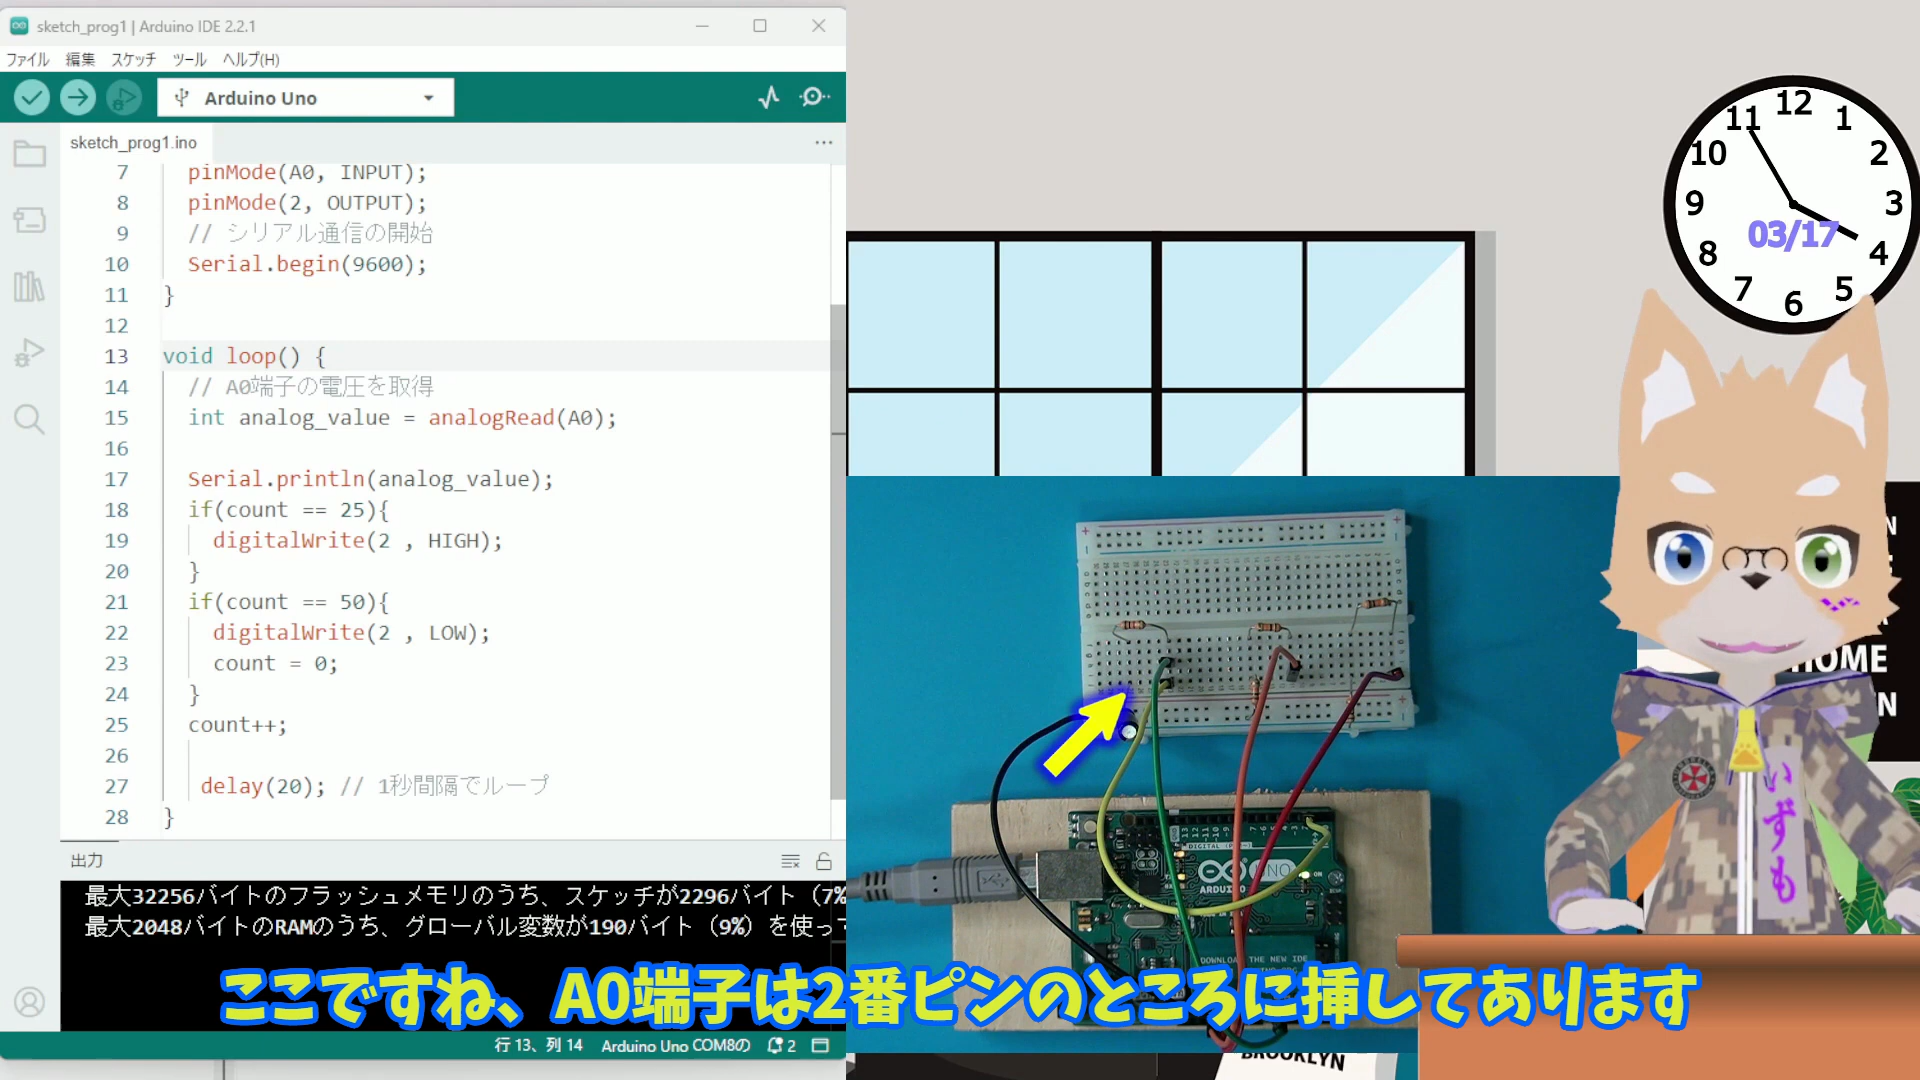 sketch_prog1 | Arduino IDE 2.2.1
ファイル 編集 スケッチ ツール ヘルプ(H)
Arduino Uno
sketch_prog1.ino
7 pinMode(A0, INPUT);
8 pinMode(2, OUTPUT);
9 // シリアル通信の開始
10 Serial.begin(9600);
11 }
12
13 void loop() {
14 // A0端子の電圧を取得
15 int analog_value = analogRead(A0);
16
17 Serial.println(analog_value);
18 if(count == 25){
19 digitalWrite(2 , HIGH);
20 }
21 if(count == 50){
22 digitalWrite(2 , LOW);
23 count = 0;
24 }
25 count++;
26
27 delay(20); // 1秒間隔でループ
28 }
出力
最大32256バイトのフラッシュメモリのうち、スケッチが2296バイト（7%
最大2048バイトのRAMのうち、グローバル変数が190バイト（9%）を使っ
行 13、列 14 Arduino Uno COM8の 2
12
11 1
10 2
9 3
03/17
8 4
7 5
6
HOME
いずも
DIGITAL
UNO
ARDUINO
ON
DOWNLOAD THE NEW IDE
ここですね、A0端子は2番ピンのところに挿してあります
BROOKLYN